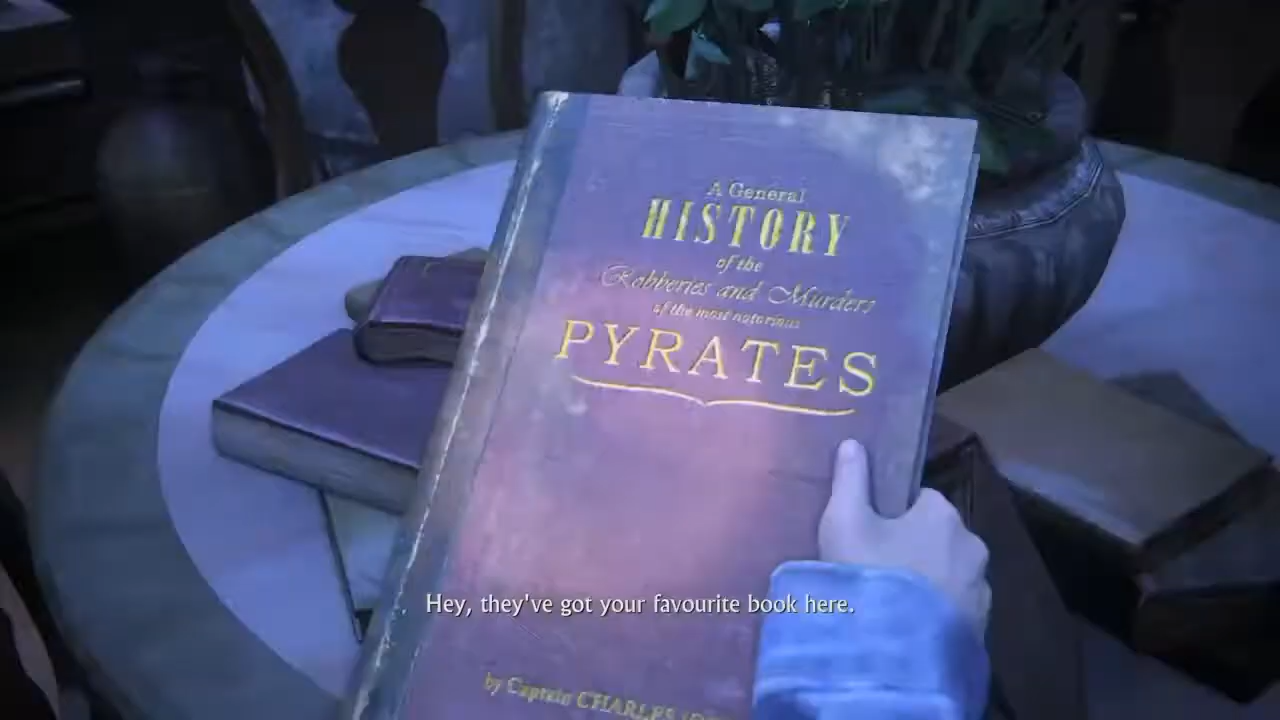 A General
HISTORY
of the
Robberies and Murders
of the most notorious
PYRATES
Hey, they've got your favourite book here.
by Captain CHARLES